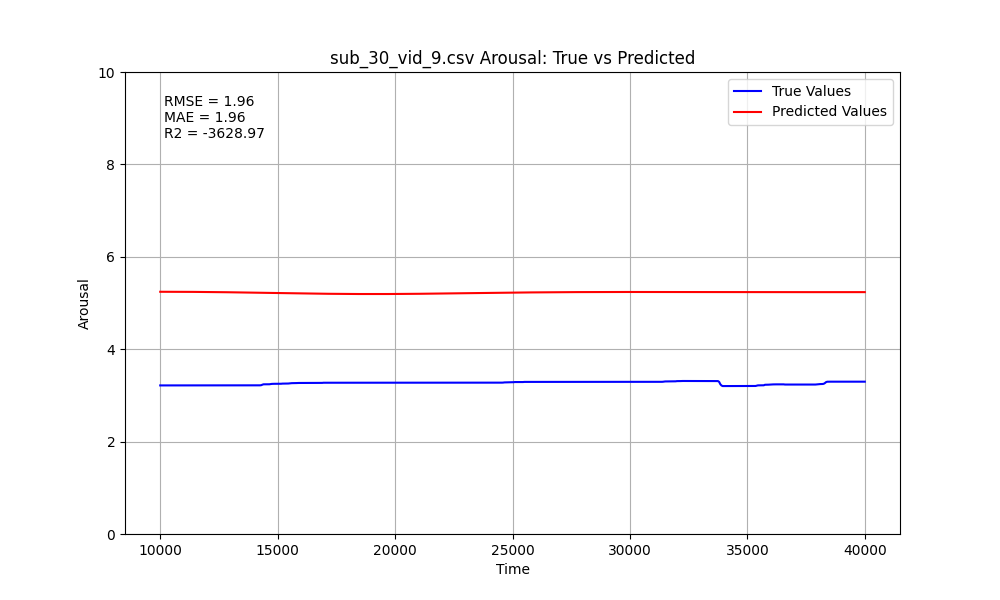 sub_30_vid_9.csv Arousal: True vs Predicted
RMSE = 1.96
MAE = 1.96
R2 = -3628.97
True Values
Predicted Values
Arousal
10
8
6
4
2
0
10000 15000 20000 25000 30000 35000 40000
Time